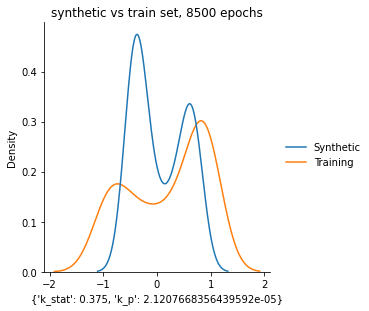 synthetic vs train set, 8500 epochs
0.4
0.3
0.2
0.1
0.0
Density
−2
−1
0
1
2
{'k_stat': 0.375, 'k_p': 2.1207668356439592e-05}
Synthetic
Training